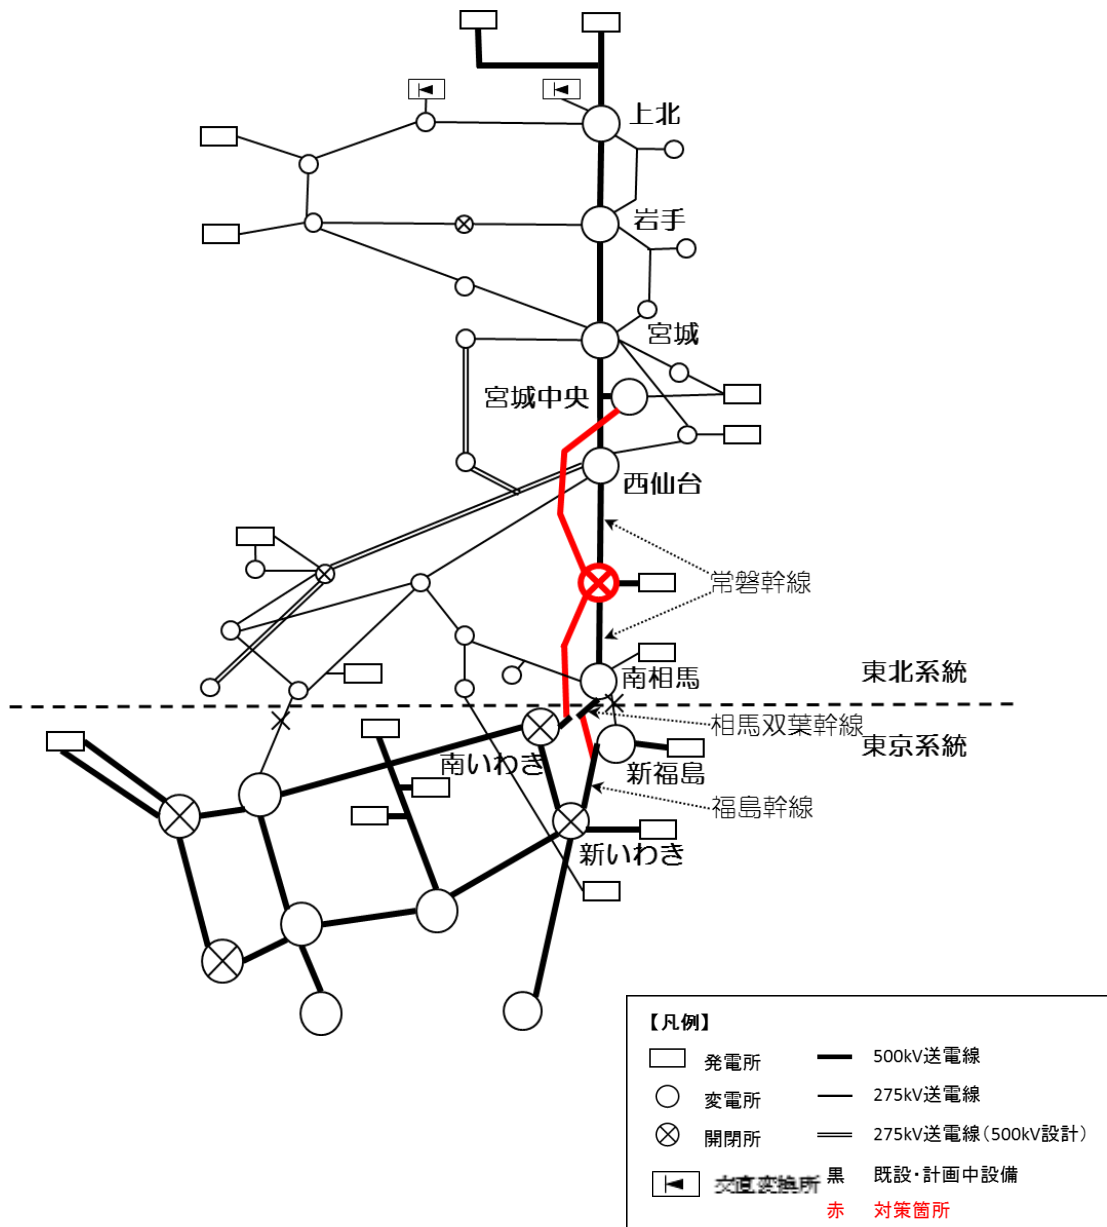 上北
岩手
宮城
宮城中央
西仙台
常磐幹線
南相馬
東北系統
相馬双葉幹線
東京系統
南いわき
新福島
福島幹線
新いわき
【凡例】
発電所
500kV送電線
変電所
275kV送電線
開閉所
275kV送電線(500kV設計)
交直変換所
黒 既設・計画中設備
赤 対策箇所